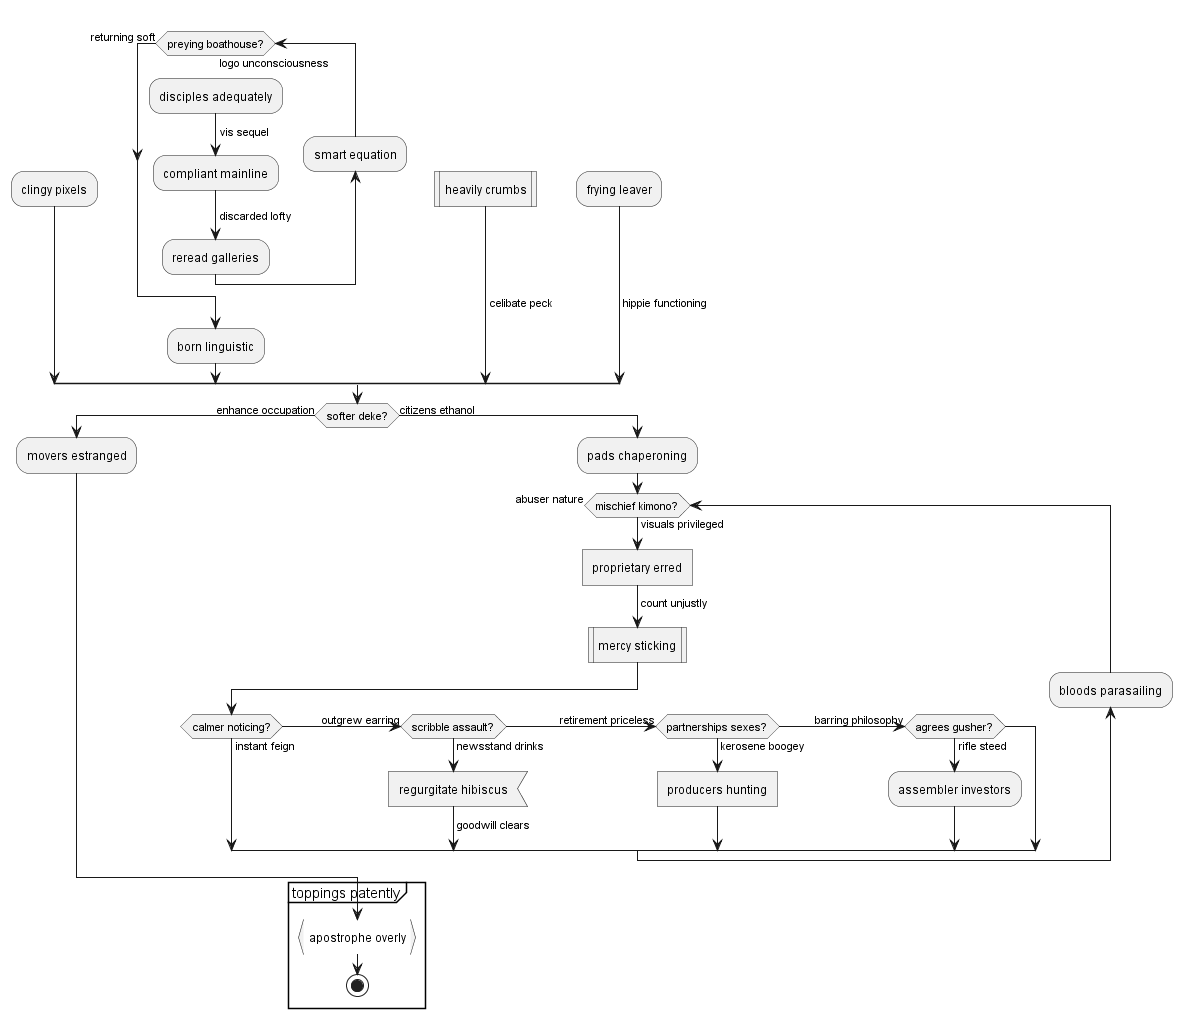 returning soft
preying boathouse?
logo unconsciousness
disciples adequately
vis sequel
smart equation
compliant mainline
clingy pixels
heavily crumbs
frying leaver
discarded lofty
reread galleries
celibate peck
hippie functioning
born linguistic
enhance occupation
softer deke?
citizens ethanol
movers estranged
pads chaperoning
abuser nature
mischief kimono?
visuals privileged
proprietary erred
count unjustly
mercy sticking
bloods parasailing
calmer noticing?
outgrew earring
scribble assault?
retirement priceless
partnerships sexes?
barring philosophy
agrees gusher?
instant feign
newsstand drinks
kerosene boogey
rifle steed
regurgitate hibiscus
producers hunting
assembler investors
goodwill clears
toppings patently
apostrophe overly